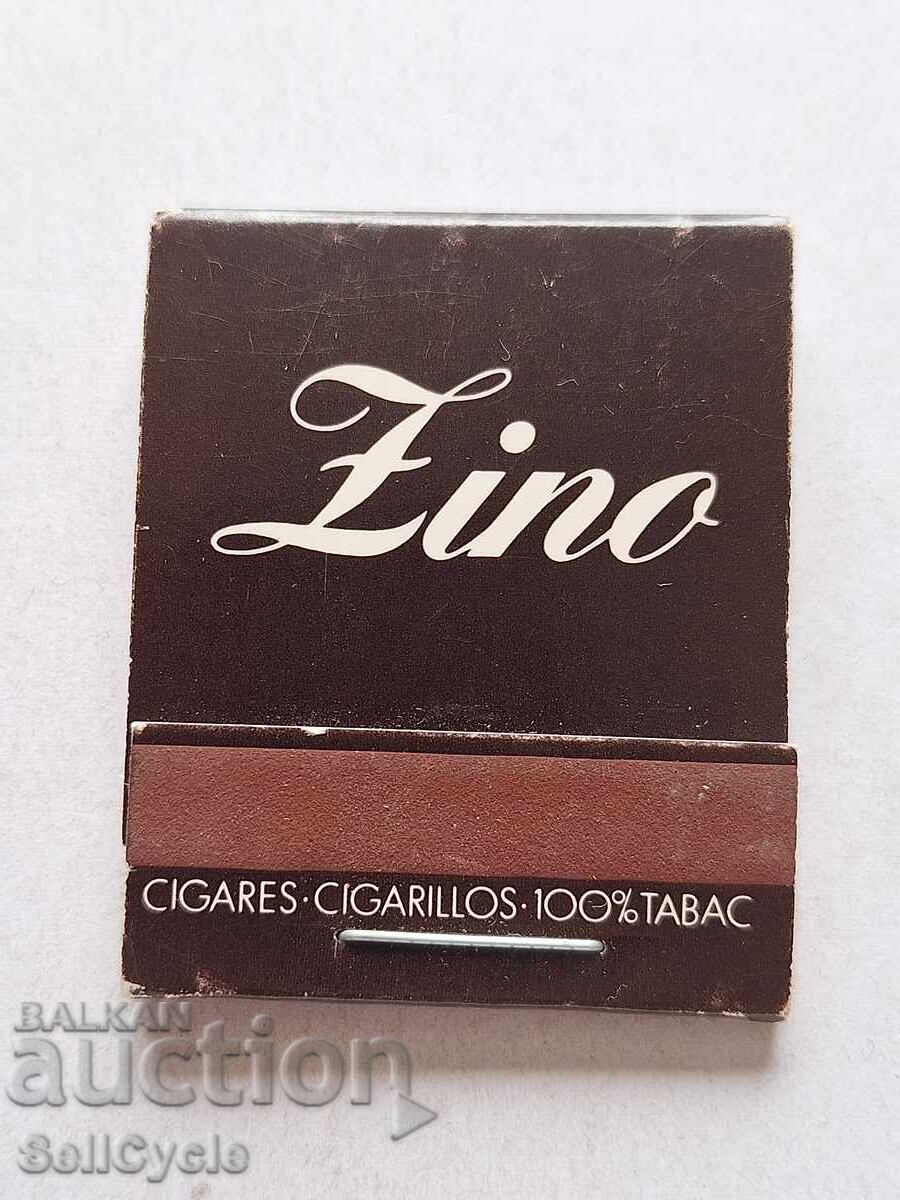 Zino
CIGARES·CIGARILLOS·100% TABAC
BALKAN
auction
SellCycle